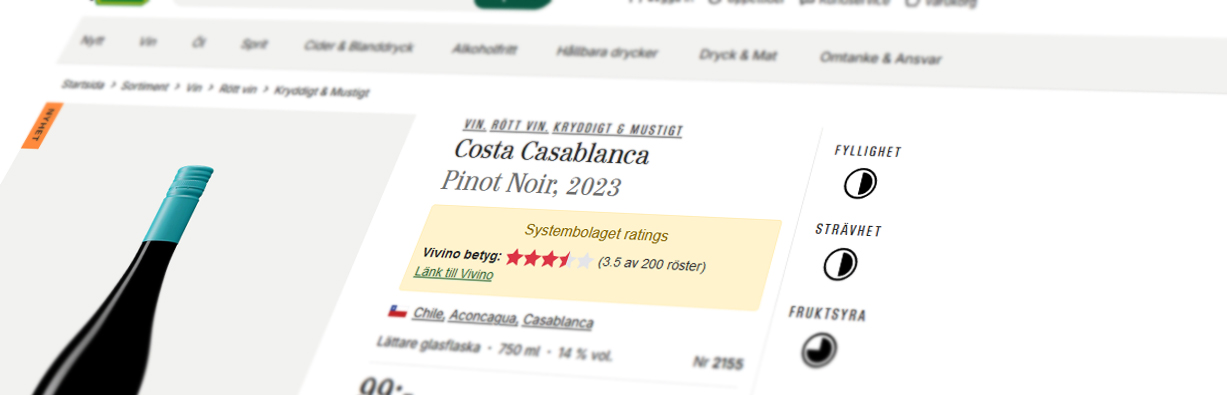 Nytt Vin Öl Sprit Cider & Blanddryck Alkoholfritt Hållbara drycker Dryck & Mat Omtanke & Ansvar
Startsida > Sortiment > Vin > Rött vin > Kryddigt & Mustigt
NYHET
VIN, RÖTT VIN, KRYDDIGT & MUSTIGT
Costa Casablanca
Pinot Noir, 2023
Systembolaget ratings
Vivino betyg: (3.5 av 200 röster)
Länk till Vivino
Chile, Aconcagua, Casablanca
Lättare glasflaska · 750 ml · 14 % vol. Nr 2155
99:-
FYLLIGHET
STRÄVHET
FRUKTSYRA